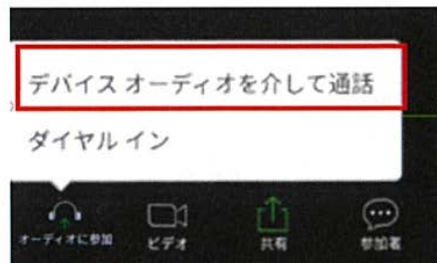 デバイス オーディオを介して通話
ダイヤル イン
オーディオに参加
ビデオ
共有
参加者